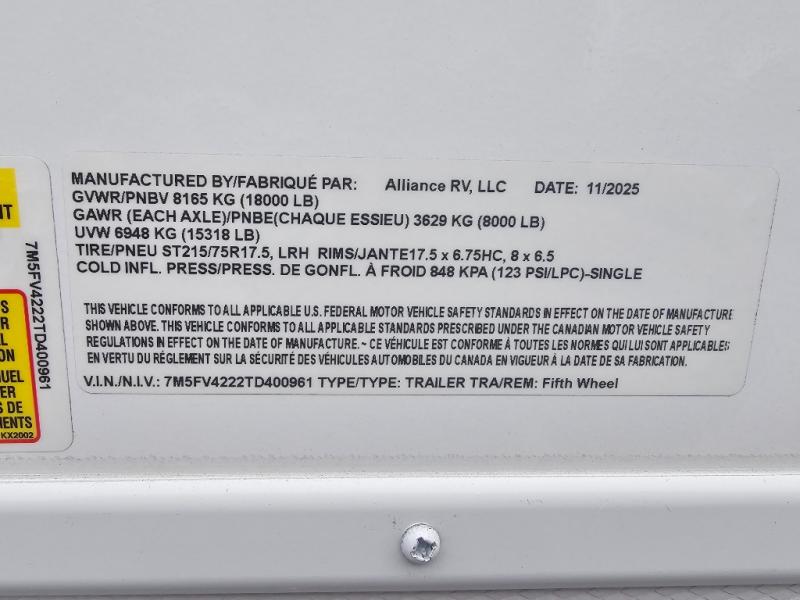 MANUFACTURED BY/FABRIQUÉ PAR: Alliance RV, LLC DATE: 11/2025
GVWR/PNBV 8165 KG (18000 LB)
GAWR (EACH AXLE)/PNBE(CHAQUE ESSIEU) 3629 KG (8000 LB)
UVW 6948 KG (15318 LB)
TIRE/PNEU ST215/75R17.5, LRH RIMS/JANTE17.5 x 6.75HC, 8 x 6.5
COLD INFL. PRESS/PRESS. DE GONFL. À FROID 848 KPA (123 PSI/LPC)-SINGLE
THIS VEHICLE CONFORMS TO ALL APPLICABLE U.S. FEDERAL MOTOR VEHICLE SAFETY STANDARDS IN EFFECT ON THE DATE OF MANUFACTURE
SHOWN ABOVE. THIS VEHICLE CONFORMS TO ALL APPLICABLE STANDARDS PRESCRIBED UNDER THE CANADIAN MOTOR VEHICLE SAFETY
REGULATIONS IN EFFECT ON THE DATE OF MANUFACTURE. ~ CE VÉHICULE EST CONFORME À TOUTES LES NORMES QUI LUI SONT APPLICABLES
EN VERTU DU RÉGLEMENT SUR LA SÉCURITÉ DES VÉHICULES AUTOMOBILES DU CANADA EN VIGUEUR À LA DATE DE SA FABRICATION.
V.I.N./N.I.V.: 7M5FV4222TD400961 TYPE/TYPE: TRAILER TRA/REM: Fifth Wheel
7M5FV4222TD400961
KX2002